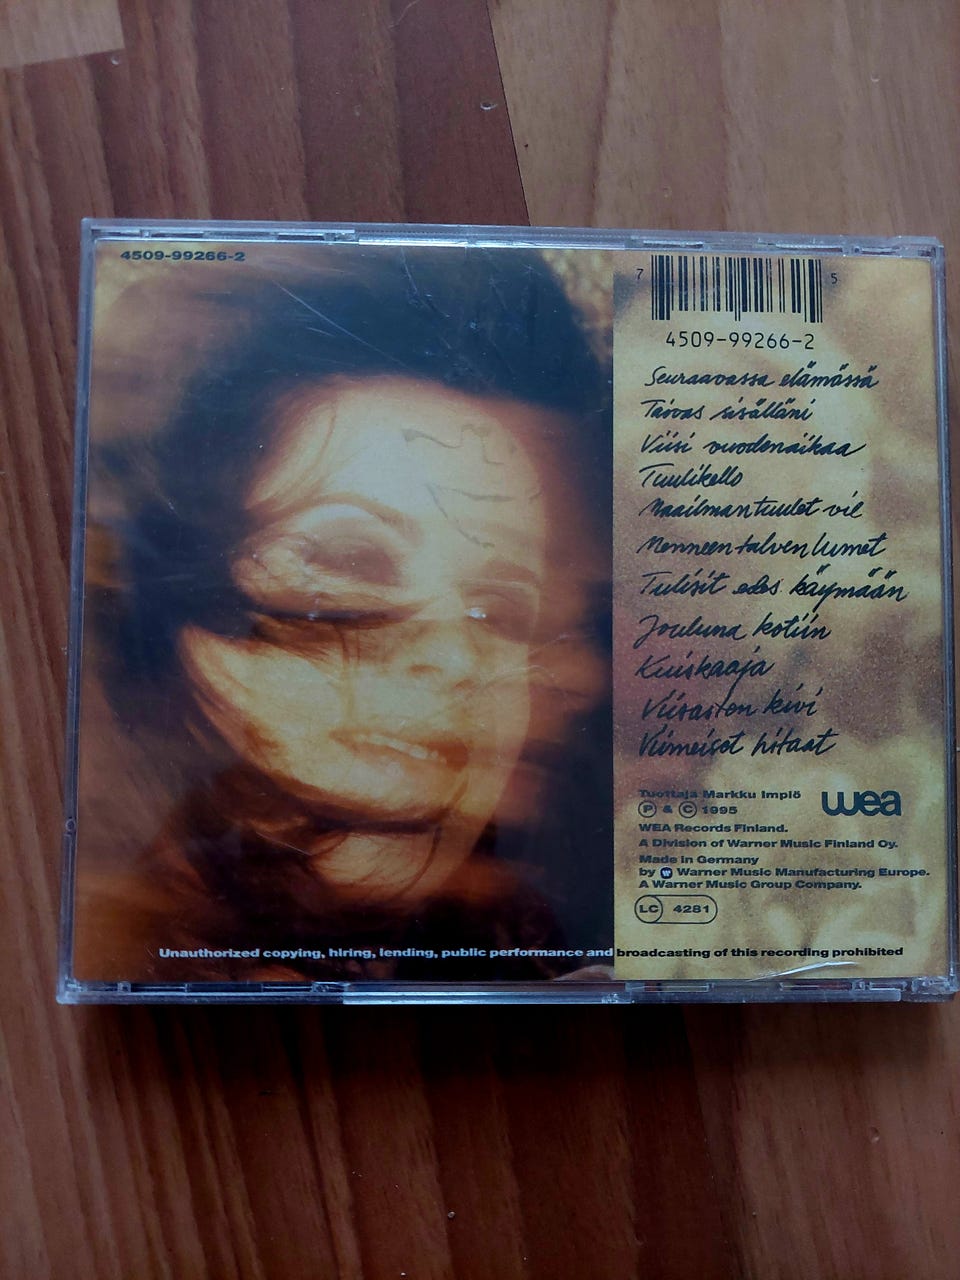 4509-99266-2
7 5
4509-99266-2
Seuraavassa elämässä
Taivas sisälläni
Viisi vuodenaikaa
Tuulikello
Maailman tuulet vie
Menneen talven lumet
Tulisit edes käymään
Jouluna kotiin
Kuiskaaja
Viisasten kivi
Viimeiset hitaat
Tuottaja Markku Impiö
P & C 1995
wea
WEA Records Finland.
A Division of Warner Music Finland Oy.
Made in Germany
by Warner Music Manufacturing Europe.
A Warner Music Group Company.
LC 4281
Unauthorized copying, hiring, lending, public performance and broadcasting of this recording prohibited